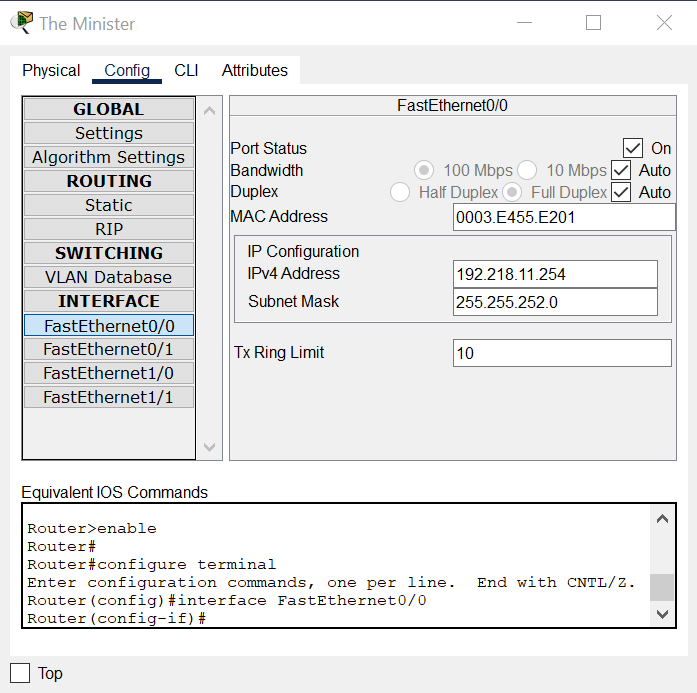 The Minister
Physical Config CLI Attributes
GLOBAL
Settings
Algorithm Settings
ROUTING
Static
RIP
SWITCHING
VLAN Database
INTERFACE
FastEthernet0/0
FastEthernet0/1
FastEthernet1/0
FastEthernet1/1
FastEthernet0/0
Port Status On
Bandwidth 100 Mbps 10 Mbps Auto
Duplex Half Duplex Full Duplex Auto
MAC Address 0003.E455.E201
IP Configuration
IPv4 Address 192.218.11.254
Subnet Mask 255.255.252.0
Tx Ring Limit 10
Equivalent IOS Commands
Router>enable
Router#
Router#configure terminal
Enter configuration commands, one per line.  End with CNTL/Z.
Router(config)#interface FastEthernet0/0
Router(config-if)#
Top